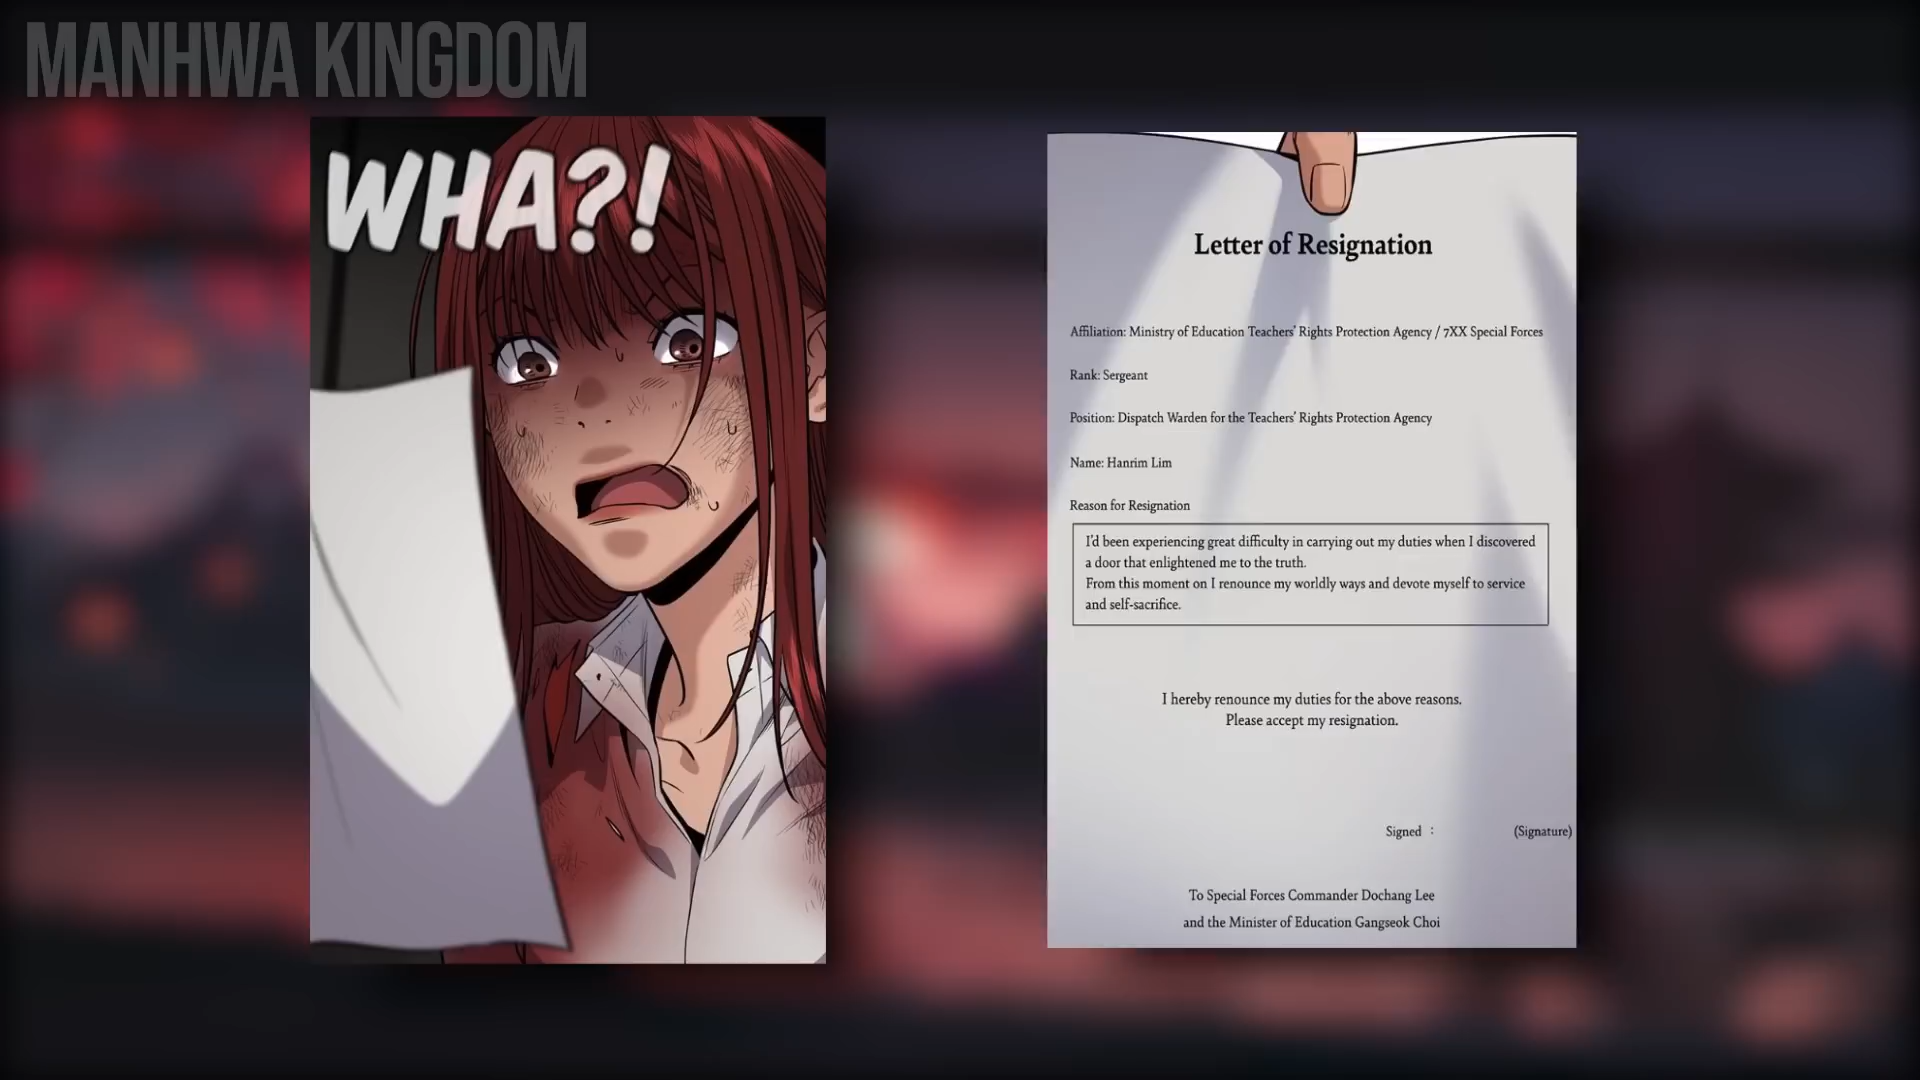 MANHWA KINGDOM
WHA?!
Letter of Resignation
Affiliation: Ministry of Education Teachers' Rights Protection Agency / 7XX Special Forces
Rank: Sergeant
Position: Dispatch Warden for the Teachers' Rights Protection Agency
Name: Hanrim Lim
Reason for Resignation
I'd been experiencing great difficulty in carrying out my duties when I discovered
a door that enlightened me to the truth.
From this moment on I renounce my worldly ways and devote myself to service
and self-sacrifice.
I hereby renounce my duties for the above reasons.
Please accept my resignation.
Signed : (Signature)
To Special Forces Commander Dochang Lee
and the Minister of Education Gangseok Choi